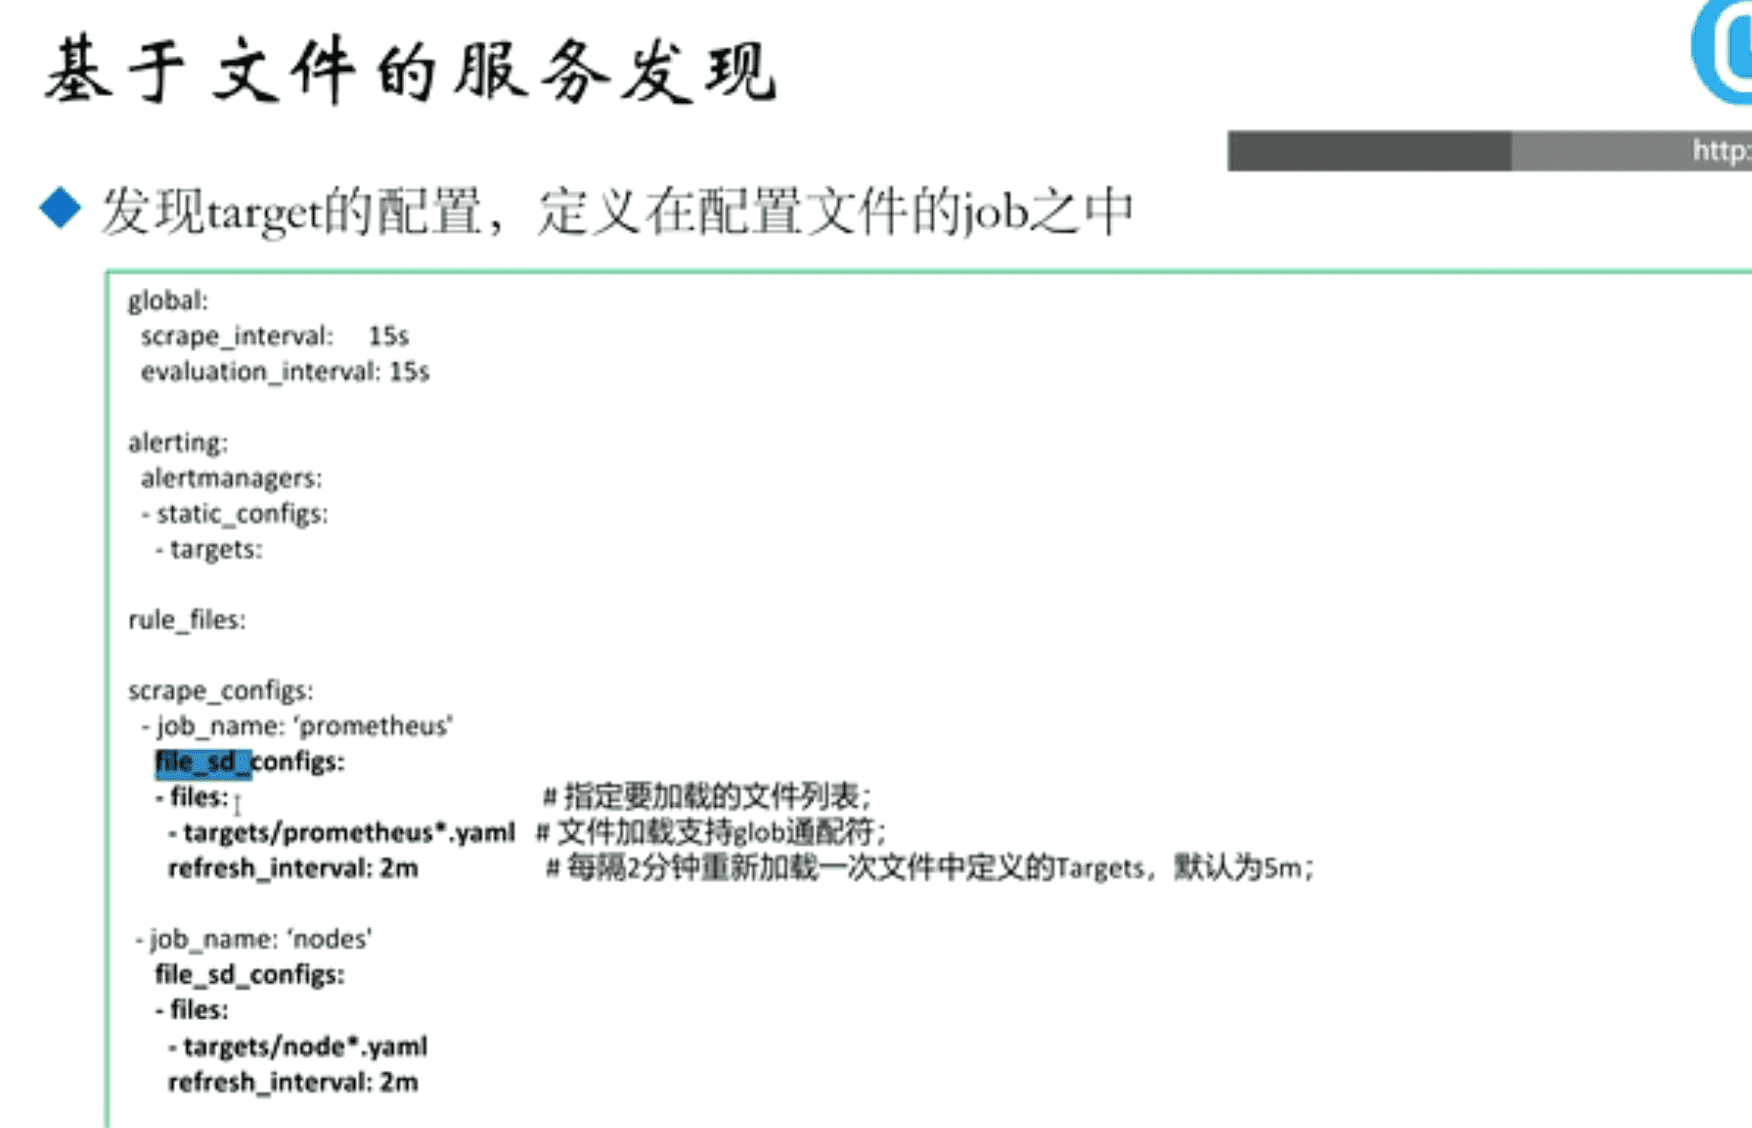 基于文件的服务发现
http:
发现target的配置，定义在配置文件的job之中
global:
scrape_interval: 15s
evaluation_interval: 15s
alerting:
alertmanagers:
- static_configs:
- targets:
rule_files:
scrape_configs:
- job_name: ‘prometheus’
file_sd_configs:
- files: # 指定要加载的文件列表；
- targets/prometheus*.yaml # 文件加载支持glob通配符；
refresh_interval: 2m # 每隔2分钟重新加载一次文件中定义的Targets，默认为5m；
- job_name: ‘nodes’
file_sd_configs:
- files:
- targets/node*.yaml
refresh_interval: 2m